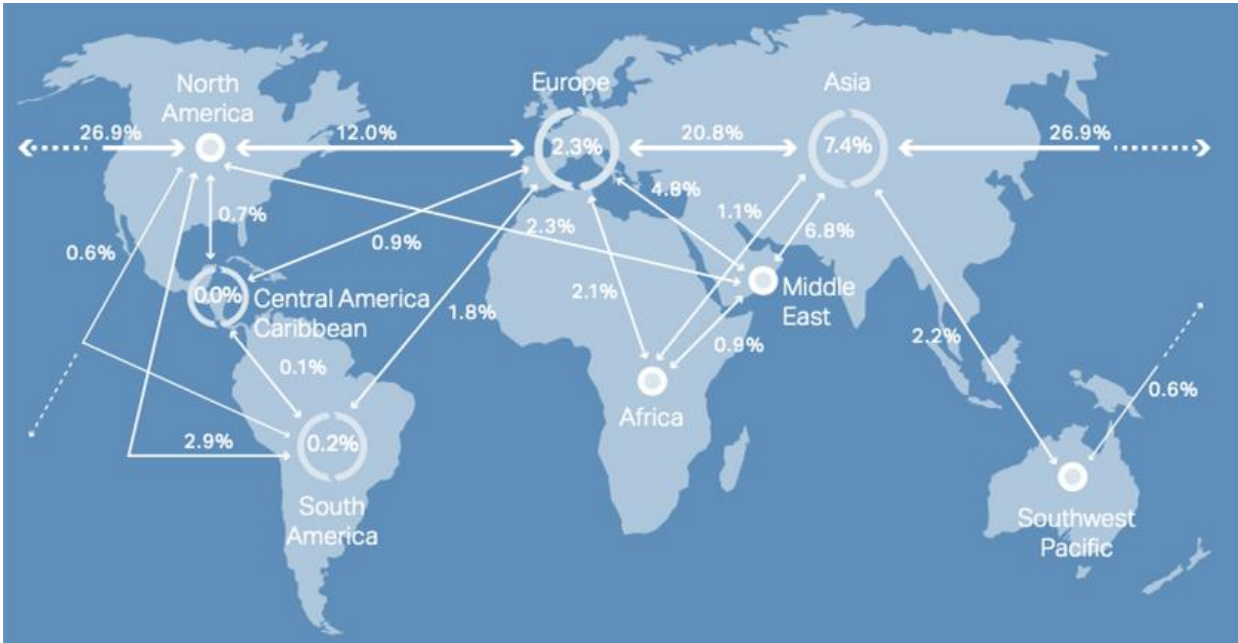 North
America
Europe
Asia
26.9%
12.0%
2.3%
20.8%
7.4%
26.9%
4.8%
0.7%
0.6%
0.9%
2.3%
1.1%
6.8%
0.0%
Central America
Caribbean
2.1%
Middle
East
1.8%
0.9%
2.2%
0.1%
Africa
0.6%
2.9%
0.2%
South
America
Southwest
Pacific